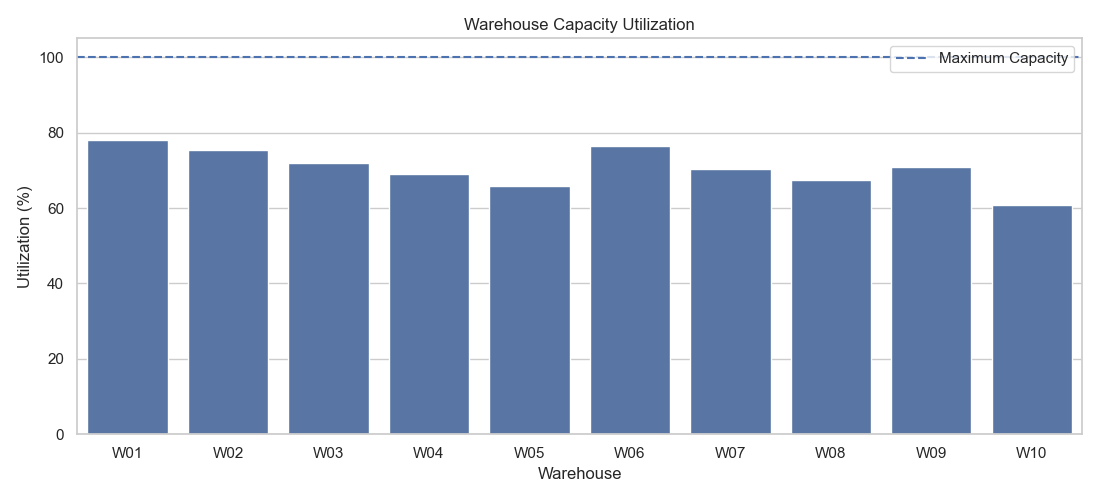 Warehouse Capacity Utilization
Maximum Capacity
Utilization (%)
100
80
60
40
20
0
W01 W02 W03 W04 W05 W06 W07 W08 W09 W10
Warehouse